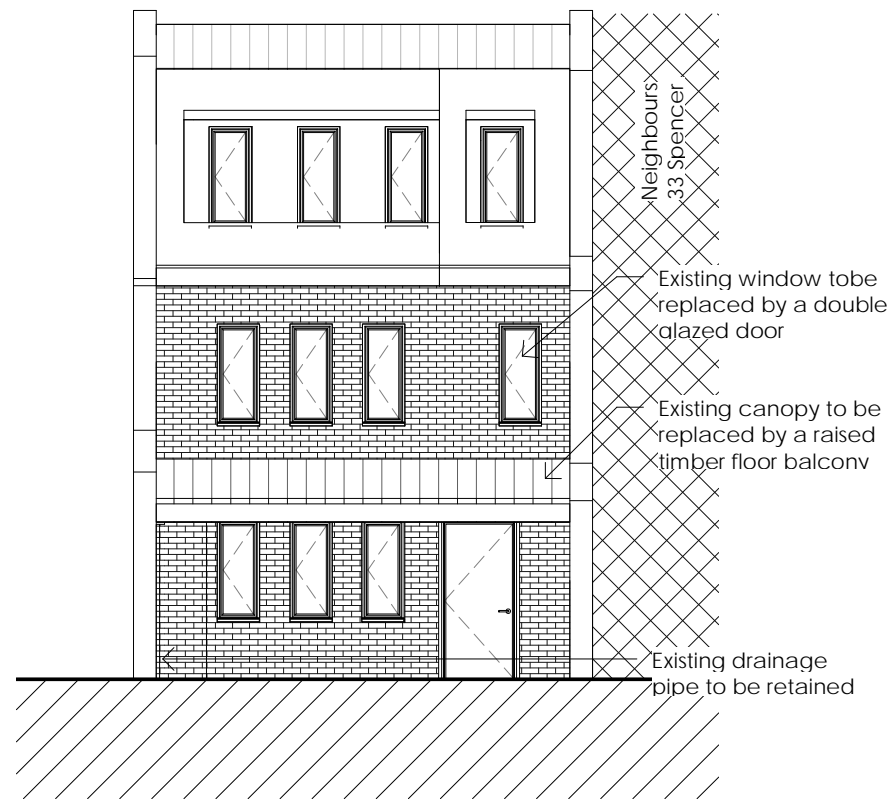 Neighbours
33 Spencer
Existing window tobe
replaced by a double
glazed door
Existing canopy to be
replaced by a raised
timber floor balcony
Existing drainage
pipe to be retained